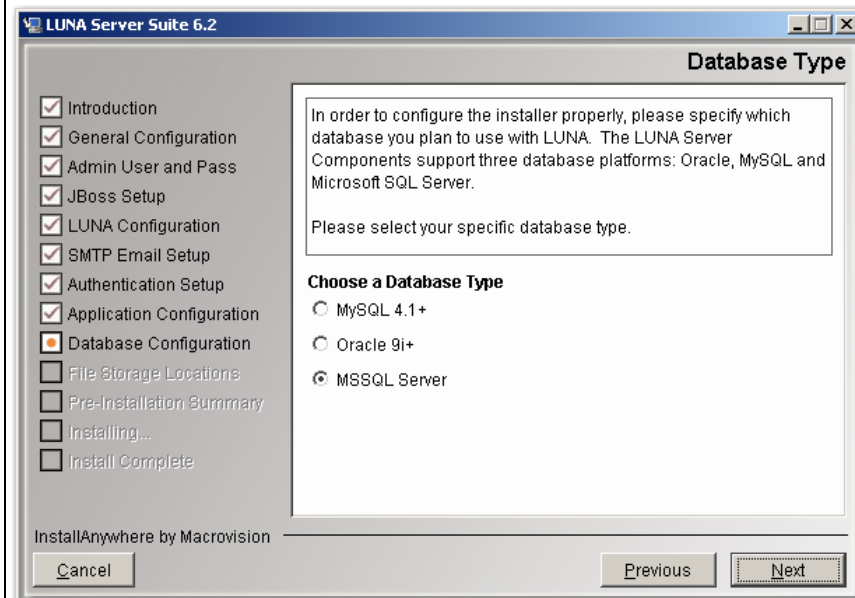 LUNA Server Suite 6.2
Database Type
Introduction
General Configuration
Admin User and Pass
JBoss Setup
LUNA Configuration
SMTP Email Setup
Authentication Setup
Application Configuration
Database Configuration
File Storage Locations
Pre-Installation Summary
Installing...
Install Complete
In order to configure the installer properly, please specify which
database you plan to use with LUNA. The LUNA Server
Components support three database platforms: Oracle, MySQL and
Microsoft SQL Server.
Please select your specific database type.
Choose a Database Type
MySQL 4.1+
Oracle 9i+
MSSQL Server
InstallAnywhere by Macrovision
Cancel
Previous
Next